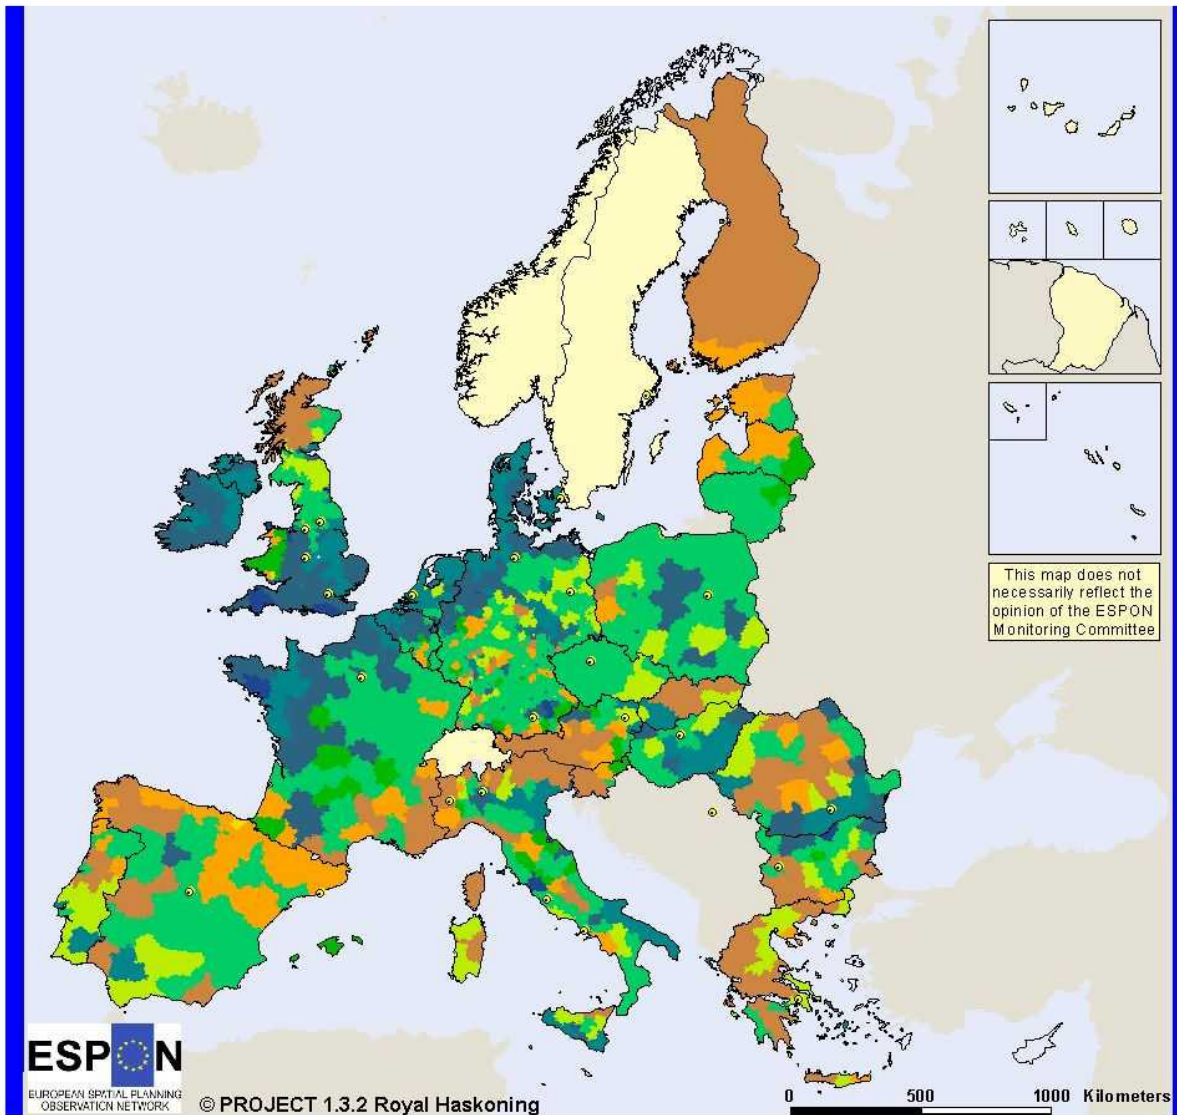 This map does not
necessarily reflect the
opinion of the ESPON
Monitoring Committee
ESPON
EUROPEAN SPATIAL PLANNING
OBSERVATION NETWORK
© PROJECT 1.3.2 Royal Haskoning
0 500 1000 Kilometers